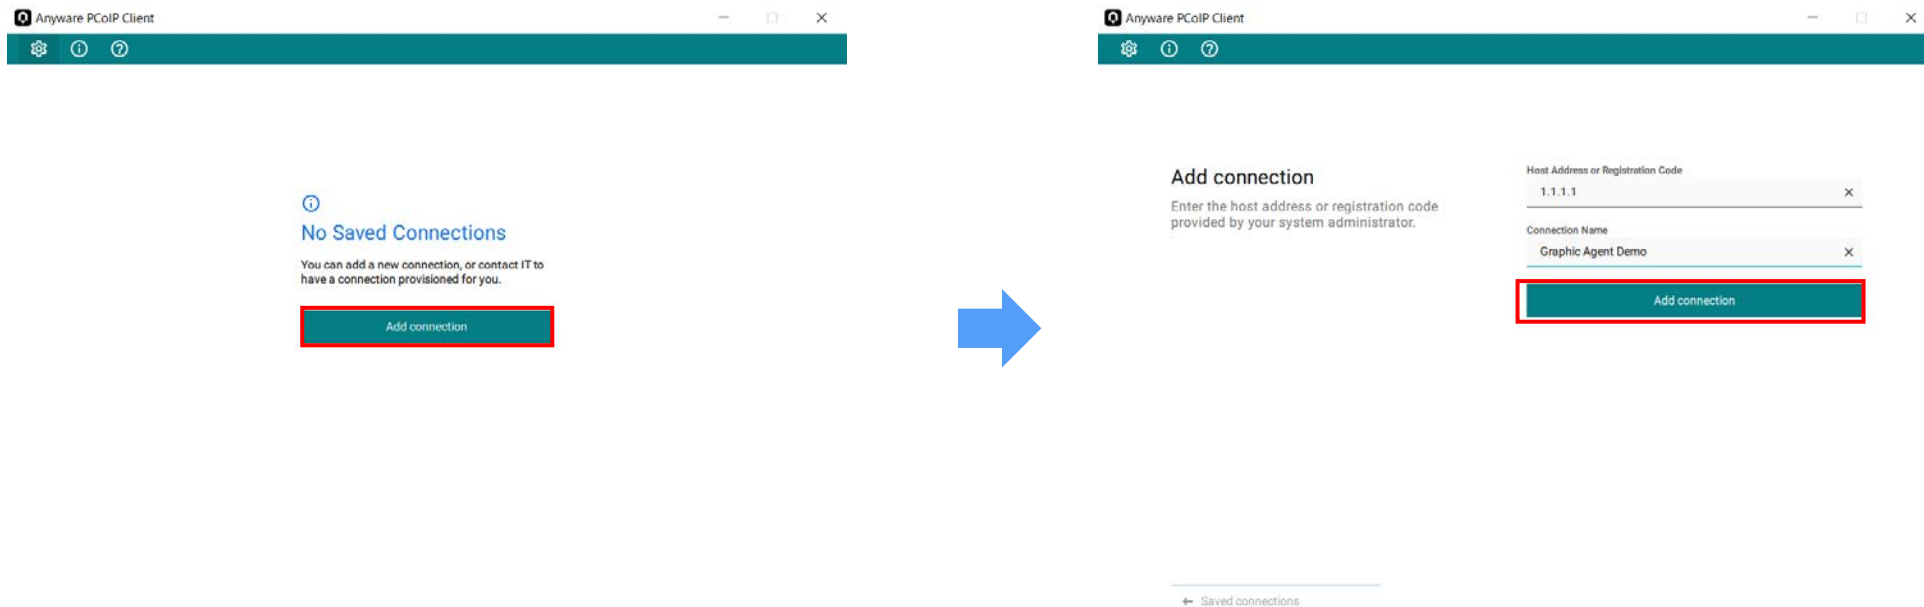 Anyware PCoIP Client
No Saved Connections
You can add a new connection, or contact IT to
have a connection provisioned for you.
Add connection
Anyware PCoIP Client
Add connection
Enter the host address or registration code
provided by your system administrator.
Host Address or Registration Code
1.1.1.1
Connection Name
Graphic Agent Demo
Add connection
Saved connections